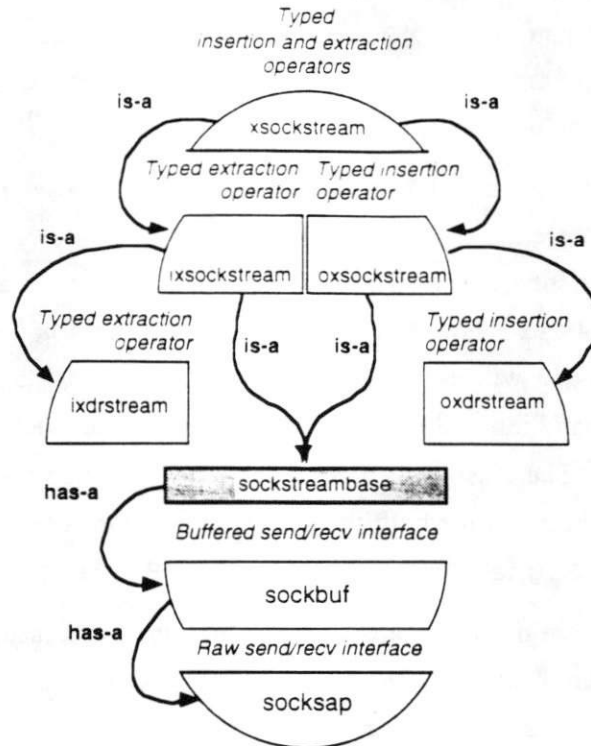 Typed
insertion and extraction
operators
is-a
is-a
xsockstream
Typed extraction
operator
Typed insertion
operator
is-a
is-a
ixsockstream
oxsockstream
Typed extraction
operator
is-a
is-a
Typed insertion
operator
ixdrstream
oxdrstream
sockstreambase
has-a
Buffered send/recv interface
sockbuf
has-a
Raw send/recv interface
socksap